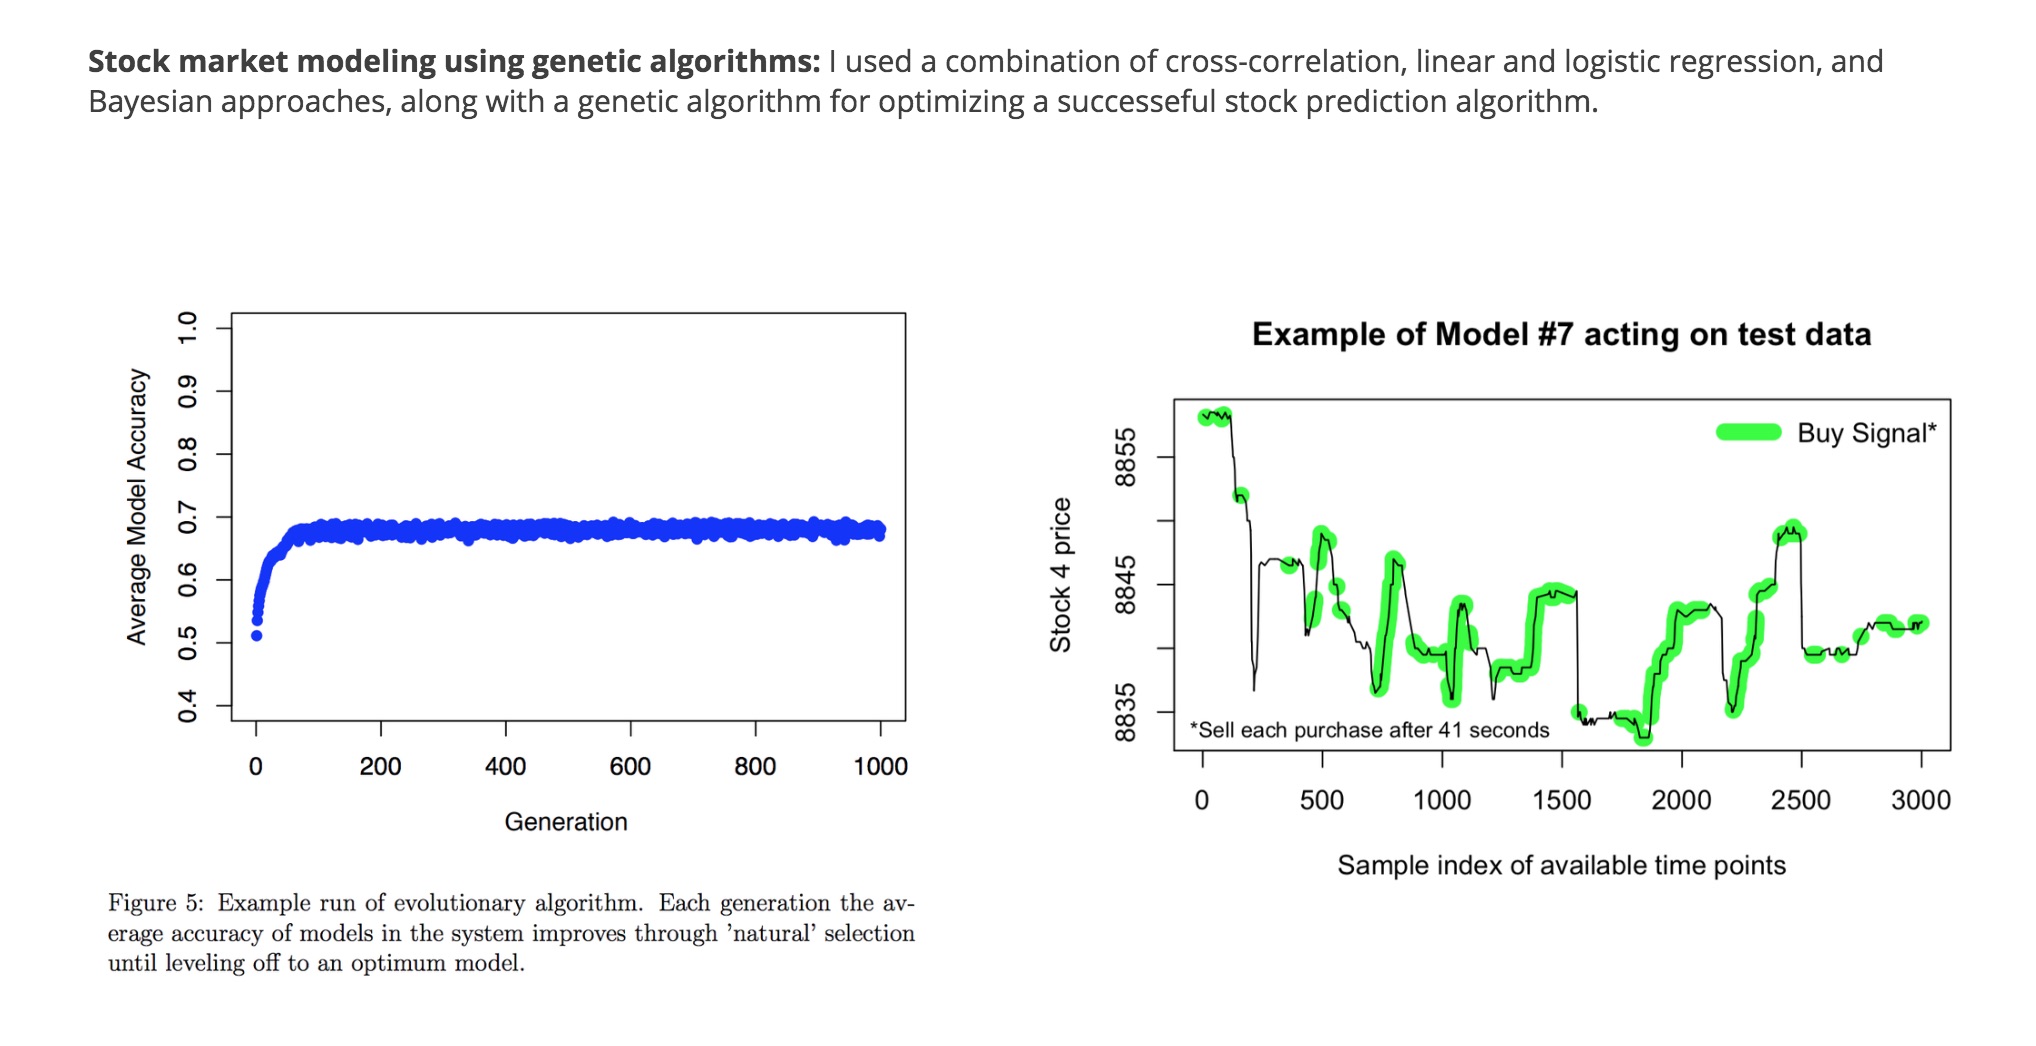 Stock market modeling using genetic algorithms: I used a combination of cross-correlation, linear and logistic regression, and
Bayesian approaches, along with a genetic algorithm for optimizing a successeful stock prediction algorithm.
Average Model Accuracy
1.0
0.9
0.8
0.7
0.6
0.5
0.4
0 200 400 600 800 1000
Generation
Figure 5: Example run of evolutionary algorithm. Each generation the av-
erage accuracy of models in the system improves through 'natural' selection
until leveling off to an optimum model.
Example of Model #7 acting on test data
Stock 4 price
8855
8845
8835
Buy Signal*
*Sell each purchase after 41 seconds
0 500 1000 1500 2000 2500 3000
Sample index of available time points